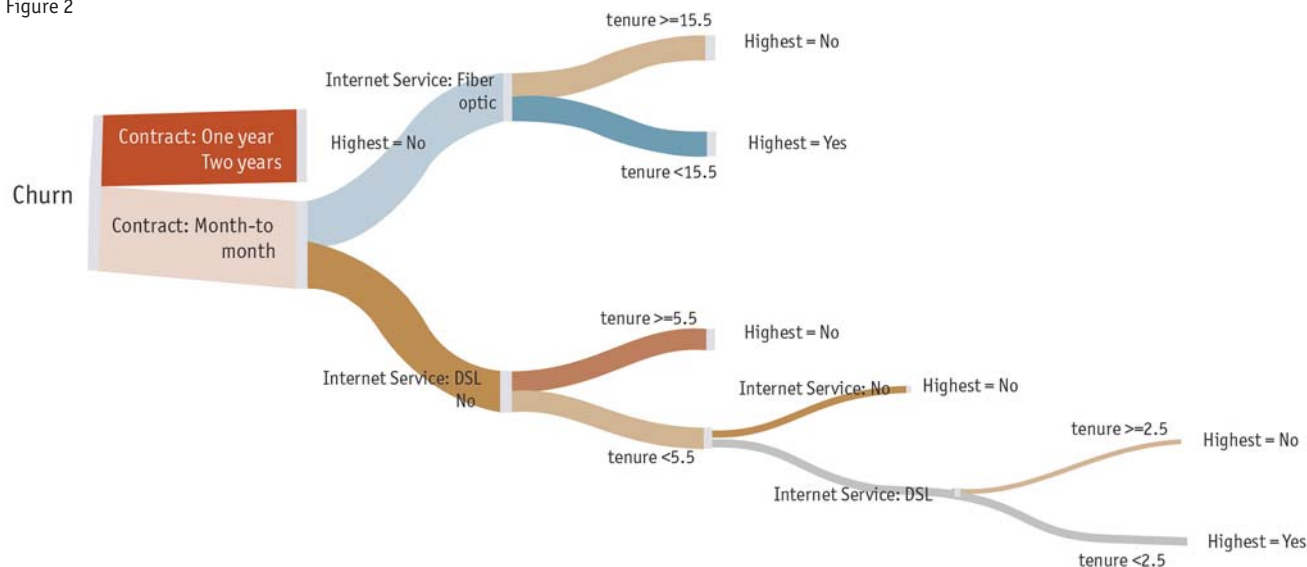 Figure 2
tenure >=15.5
Highest = No
Internet Service: Fiber
optic
Contract: One year
Two years
Highest = No
Highest = Yes
tenure <15.5
Churn
Contract: Month-to
month
tenure >=5.5
Highest = No
Internet Service: DSL
No
Internet Service: No
Highest = No
tenure >=2.5
Highest = No
tenure <5.5
Internet Service: DSL
Highest = Yes
tenure <2.5